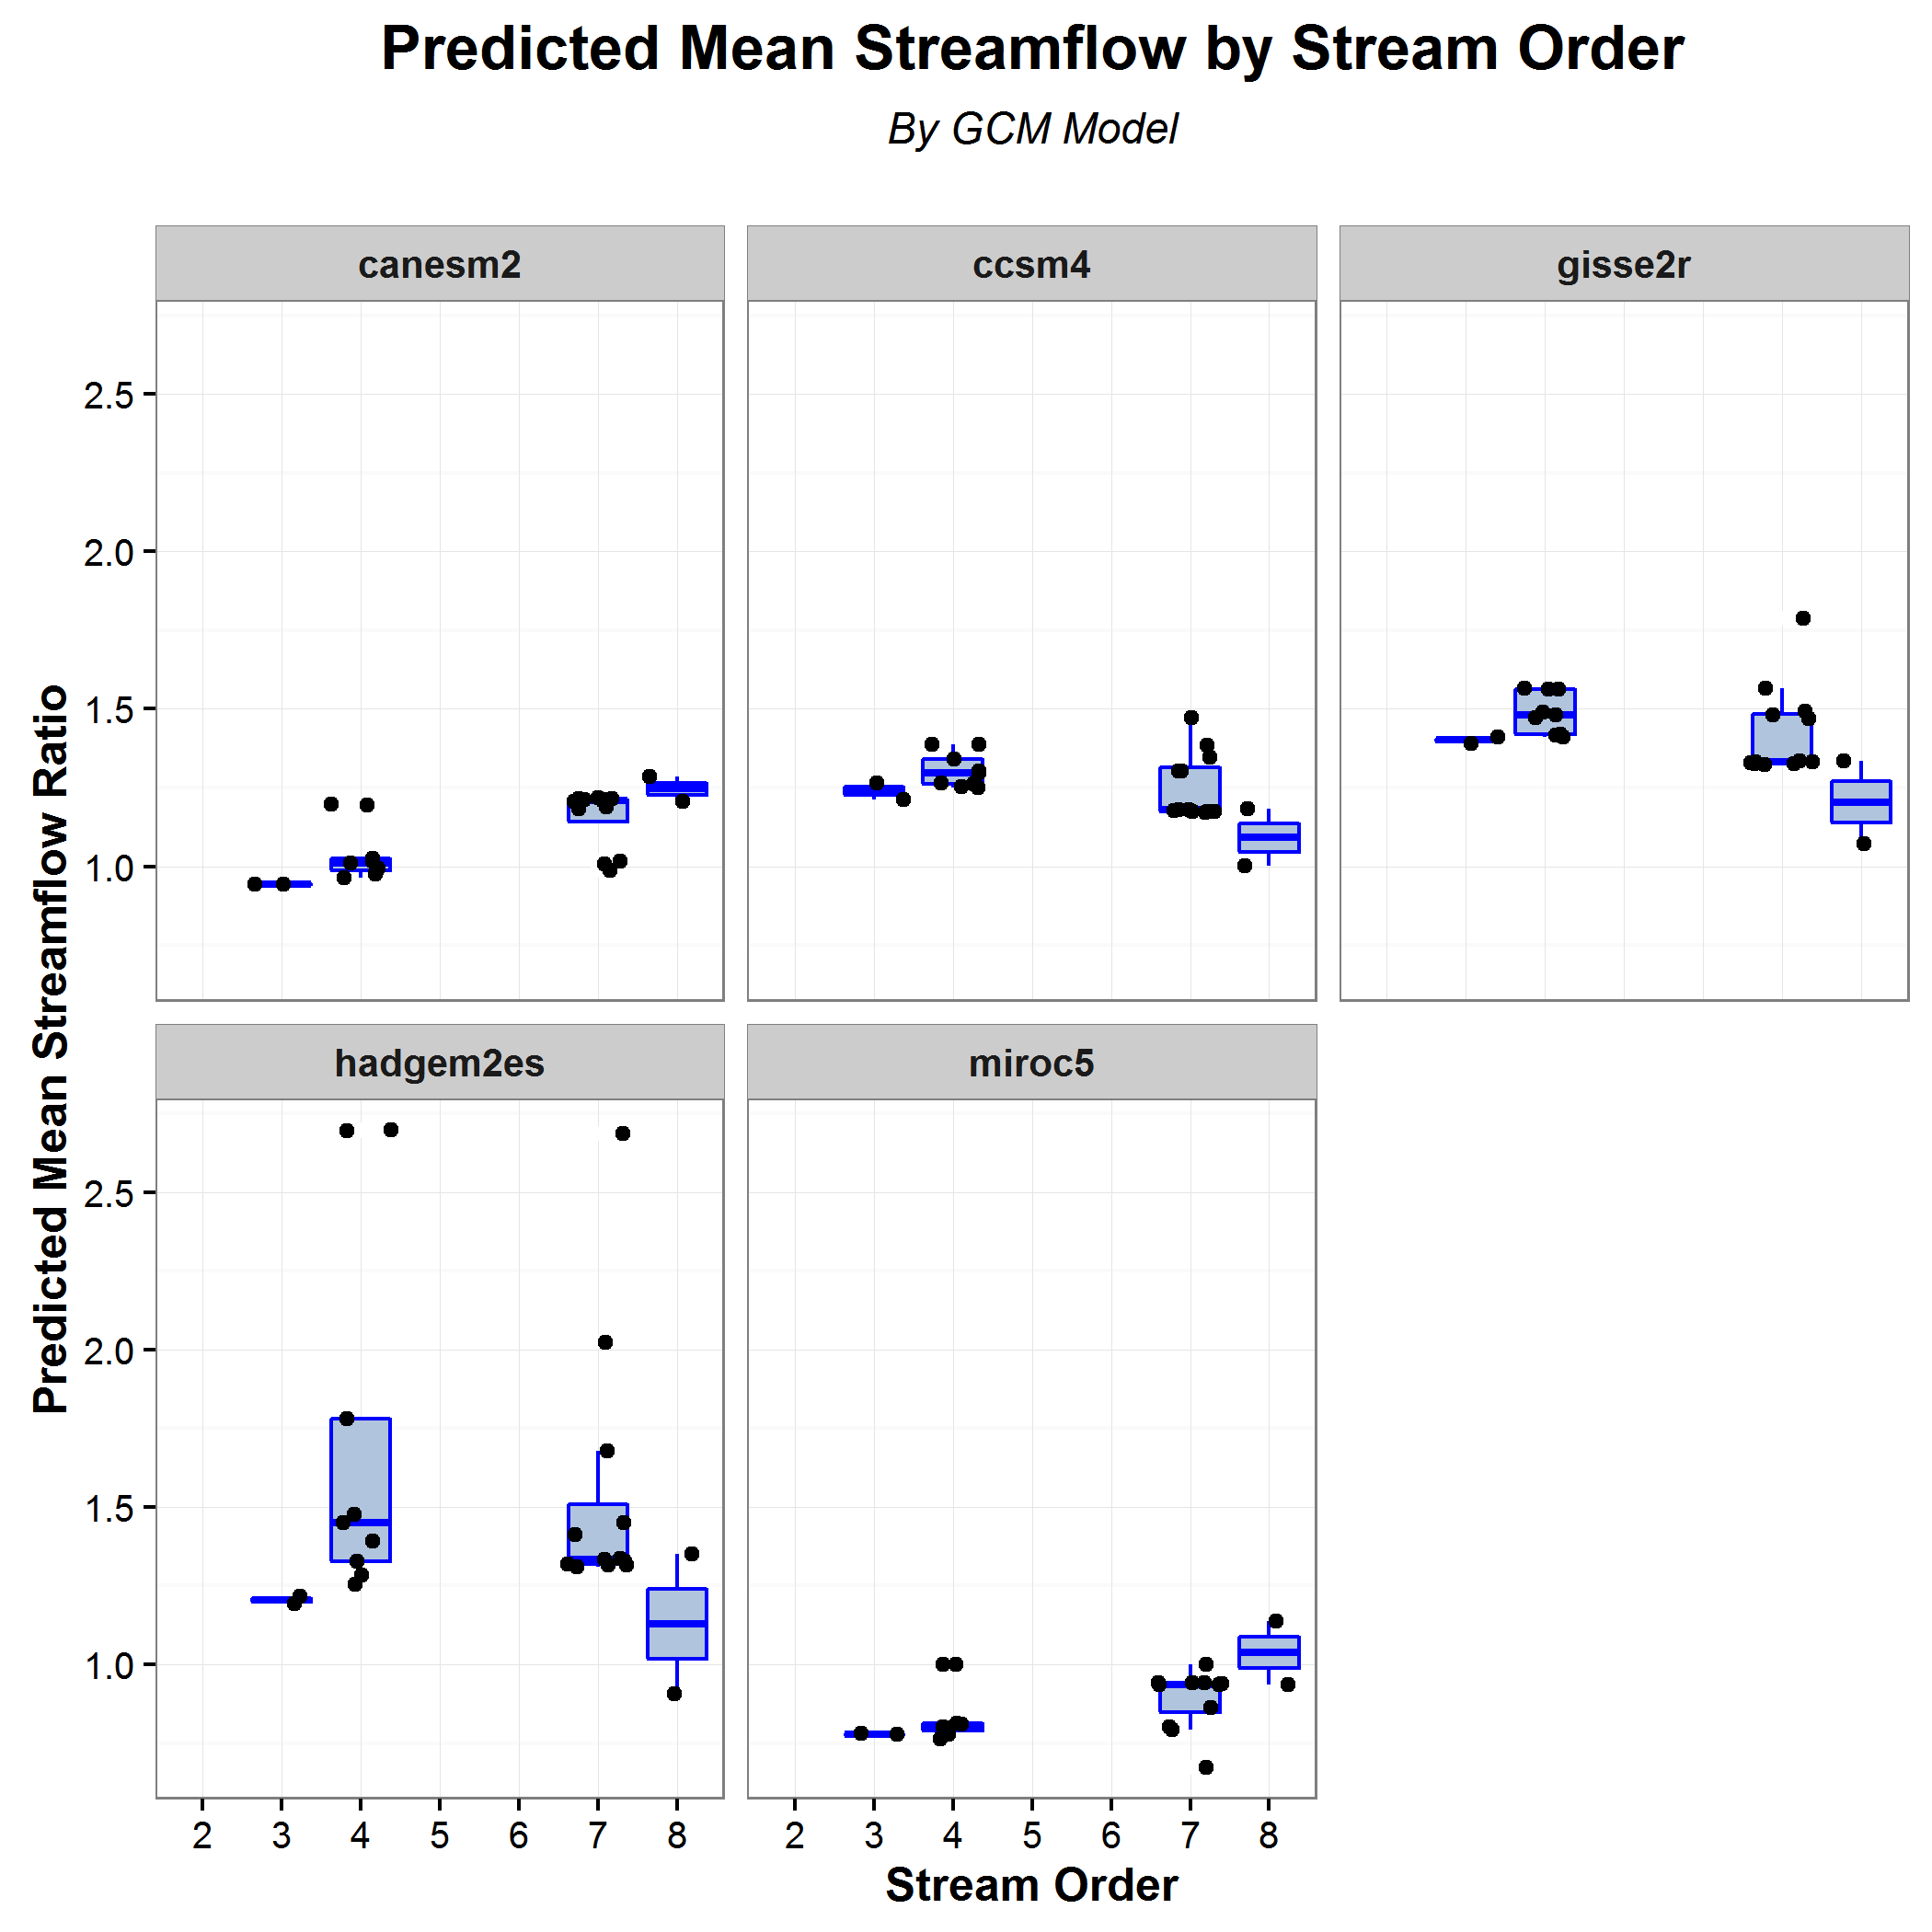 Predicted Mean Streamflow by Stream Order
By GCM Model
canesm2
ccsm4
gisse2r
2.5
2.0
1.5
1.0
Predicted Mean Streamflow Ratio
hadgem2es
miroc5
2.5
2.0
1.5
1.0
2 3 4 5 6 7 8
2 3 4 5 6 7 8
Stream Order